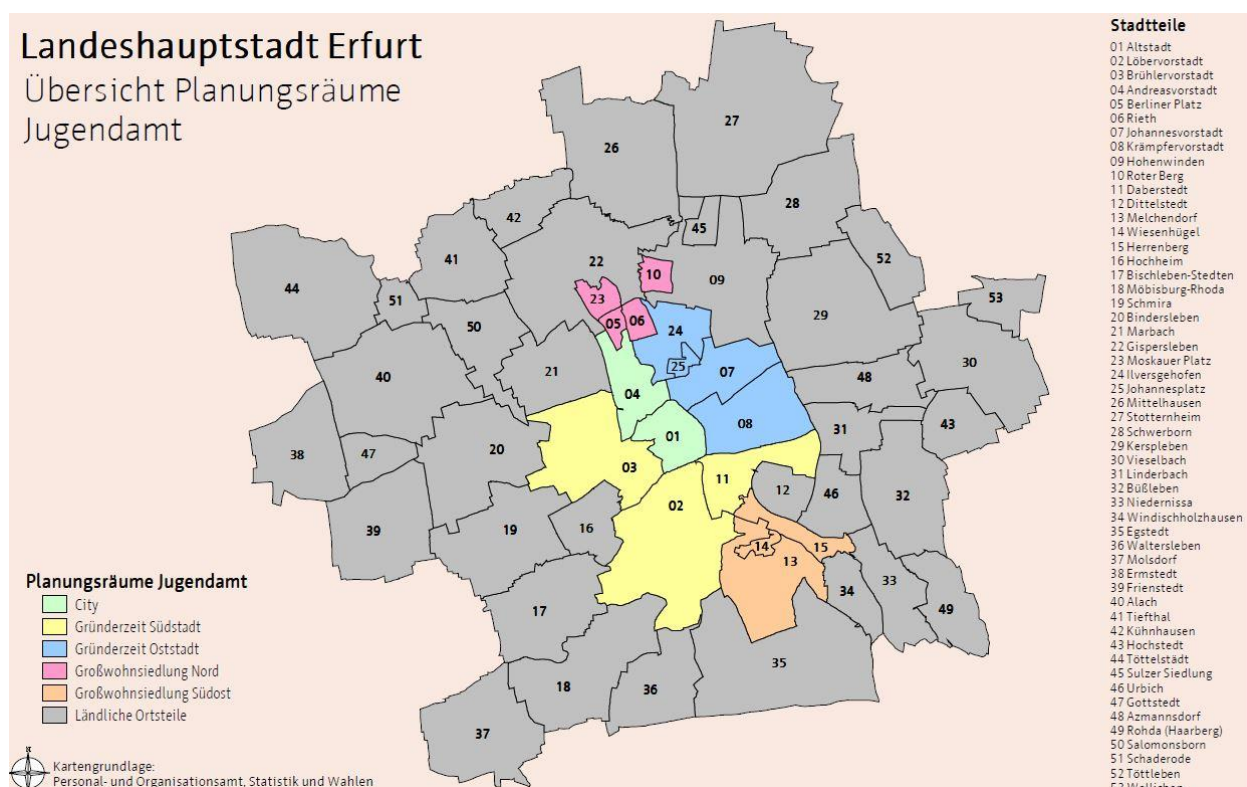 Landeshauptstadt Erfurt
Übersicht Planungsräume
Jugendamt
Stadtteile
01 Altstadt
02 Löbervorstadt
03 Brühlervorstadt
04 Andreasvorstadt
05 Berliner Platz
06 Rieth
07 Johannesvorstadt
08 Krämpfervorstadt
09 Hohenwinden
10 Roter Berg
11 Daberstedt
12 Dittelstedt
13 Melchendorf
14 Wiesenhügel
15 Herrenberg
16 Hochheim
17 Bischleben-Stedten
18 Möbisburg-Rhoda
19 Schmira
20 Bindersleben
21 Marbach
22 Gispersleben
23 Moskauer Platz
24 Ilversgehofen
25 Johannesplatz
26 Mittelhausen
27 Stotternheim
28 Schwerborn
29 Kerspleben
30 Vieselbach
31 Linderbach
32 Büßleben
33 Niedernissa
34 Windischholzhausen
35 Egstedt
36 Waltersleben
37 Molsdorf
38 Ermstedt
39 Frienstedt
40 Alach
41 Tiefthal
42 Kühnhausen
43 Hochstedt
44 Töttelstädt
45 Sulzer Siedlung
46 Urbich
47 Gottstedt
48 Azmannsdorf
49 Rohda (Haarberg)
50 Salomonsborn
51 Schaderode
52 Töttleben
53 Wallichen
27
26
28
42
45
52
41
22
10
09
44
51
23
53
50
05
06
24
29
30
21
25
07
40
48
04
08
43
31
01
38
47
20
03
11
12
46
32
02
39
19
16
14
15
13
33
34
17
49
35
18
36
37
Planungsräume Jugendamt
City
Gründerzeit Südstadt
Gründerzeit Oststadt
Großwohnsiedlung Nord
Großwohnsiedlung Südost
Ländliche Ortsteile
N
Kartengrundlage:
Personal- und Organisationsamt, Statistik und Wahlen